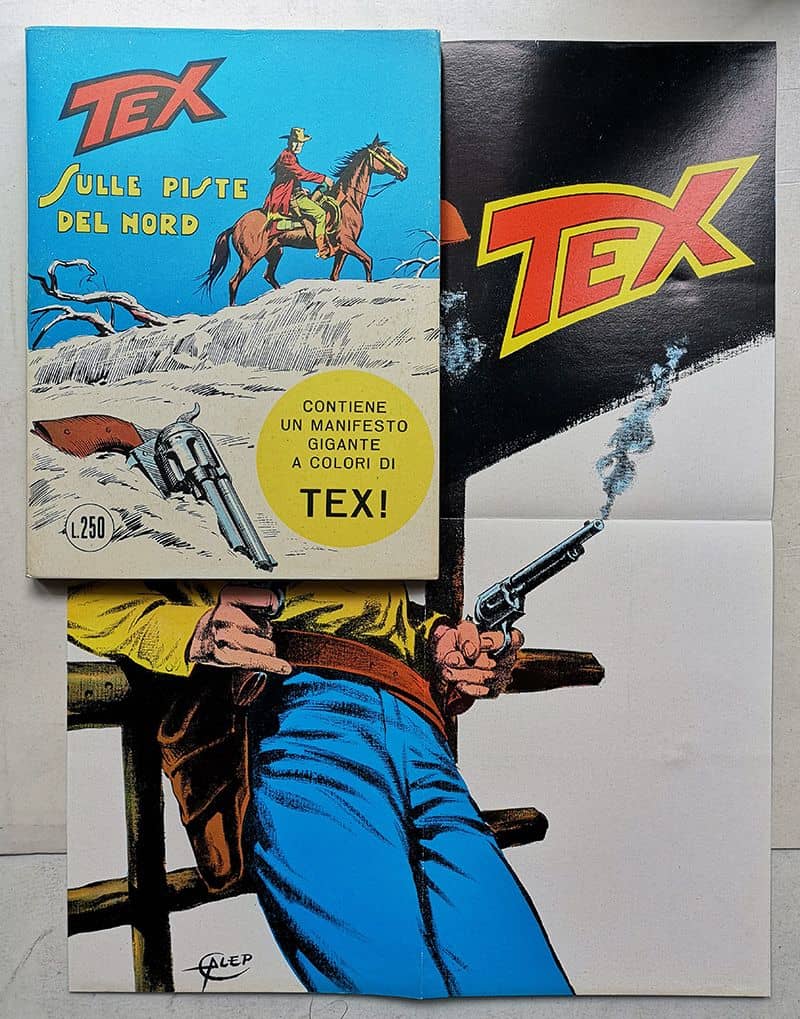 TEX
SULLE PISTE
DEL NORD
CONTIENE
UN MANIFESTO
GIGANTE
A COLORI DI
TEX!
L.250
TEX
GALEP